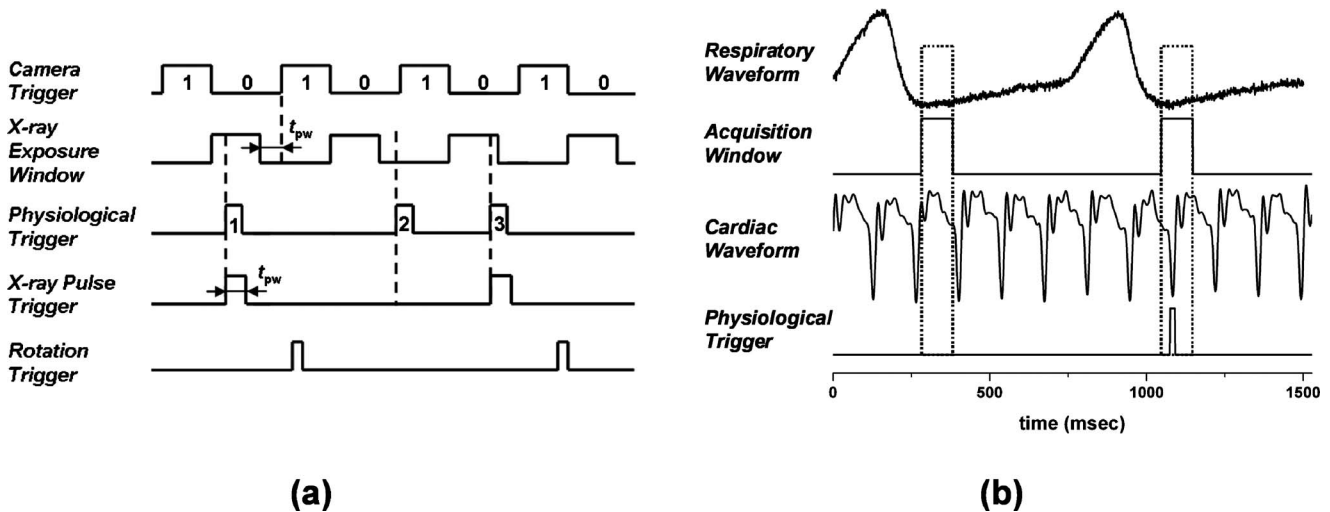 Camera
Trigger
1 0 1 0 1 0 1 0
X-ray
Exposure
Window
tpw
Physiological
Trigger
1 2 3
X-ray Pulse
Trigger
tpw
Rotation
Trigger
(a)
Respiratory
Waveform
Acquisition
Window
Cardiac
Waveform
Physiological
Trigger
0 500 1000 1500
time (msec)
(b)